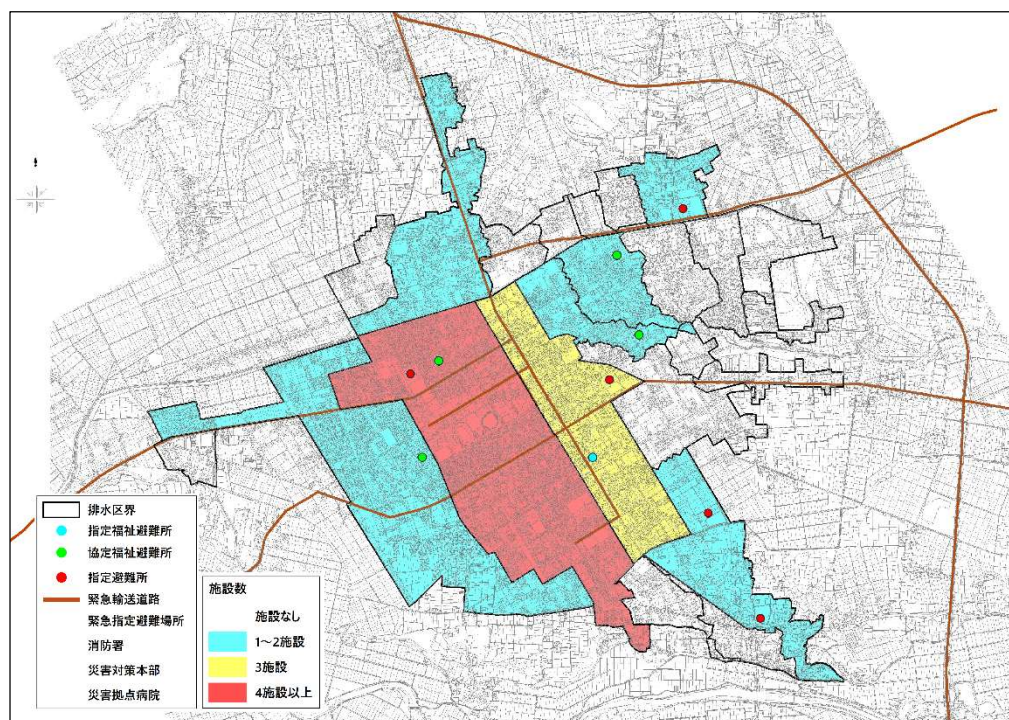 排水区界
指定福祉避難所
協定福祉避難所
指定避難所
緊急輸送道路
緊急指定避難場所
消防署
災害対策本部
災害拠点病院
施設数
施設なし
1～2施設
3施設
4施設以上